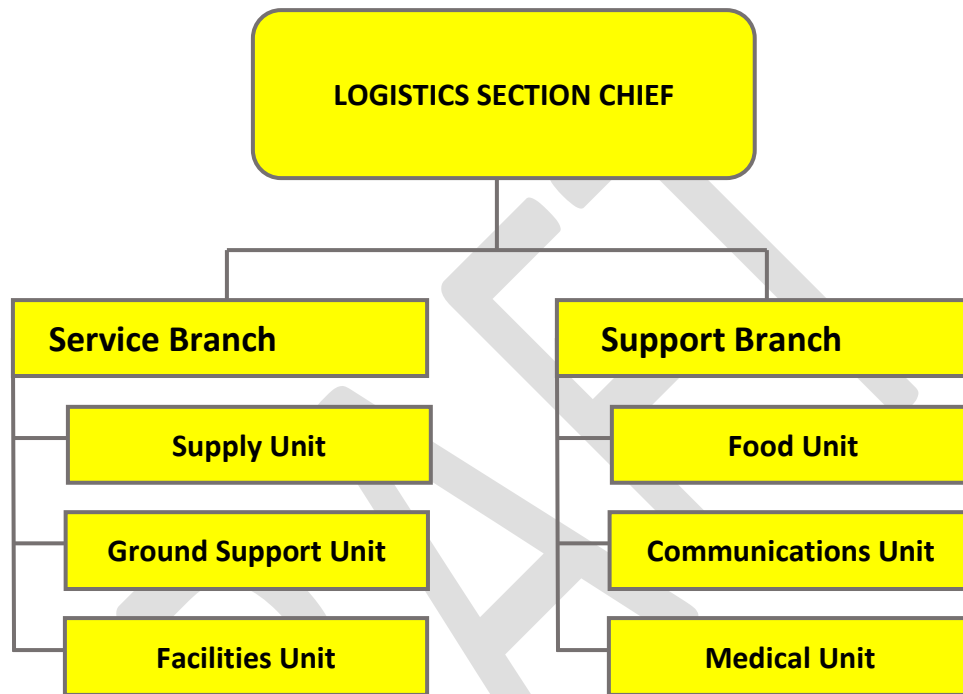 LOGISTICS SECTION CHIEF
Service Branch
Supply Unit
Ground Support Unit
Facilities Unit
Support Branch
Food Unit
Communications Unit
Medical Unit
DRAFT